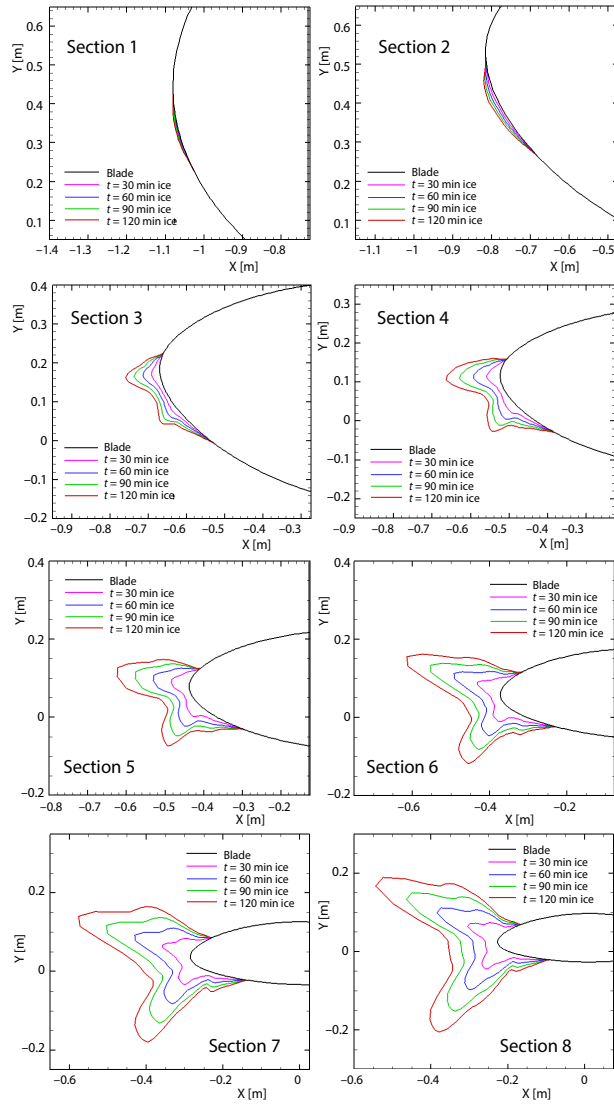 Section 1
Y [m]
0.6
0.5
0.4
0.3
0.2
0.1
Blade
t = 30 min ice
t = 60 min ice
t = 90 min ice
t = 120 min ice
−1.4 −1.3 −1.2 −1.1 −1 −0.9 −0.8
X [m]
Section 2
Y [m]
0.6
0.5
0.4
0.3
0.2
0.1
Blade
t = 30 min ice
t = 60 min ice
t = 90 min ice
t = 120 min ice
−1.1 −1 −0.9 −0.8 −0.7 −0.6 −0.5
X [m]
Section 3
Y [m]
0.4
0.3
0.2
0.1
0
−0.1
−0.2
Blade
t = 30 min ice
t = 60 min ice
t = 90 min ice
t = 120 min ice
−0.9 −0.9 −0.7 −0.6 −0.5 −0.4 −0.3
X [m]
Section 4
Y [m]
0.3
0.2
0.1
0
−0.1
−0.2
Blade
t = 30 min ice
t = 60 min ice
t = 90 min ice
t = 120 min ice
−0.9 −0.8 −0.7 −0.6 −0.5 −0.4 −0.3
X [m]
Y [m]
0.4
0.2
0
−0.2
Blade
t = 30 min ice
t = 60 min ice
t = 90 min ice
t = 120 min ice
Section 5
−0.8 −0.7 −0.6 −0.5 −0.4 −0.3 −0.2
X [m]
Y [m]
0.4
0.2
0
−0.2
Blade
t = 30 min ice
t = 60 min ice
t = 90 min ice
t = 120 min ice
Section 6
−0.6 −0.4 −0.2
X [m]
Y [m]
0.4
0.2
0
−0.2
Blade
t = 30 min ice
t = 60 min ice
t = 90 min ice
t = 120 min ice
Section 7
−0.6 −0.4 −0.2 0
X [m]
Y [m]
0.3
0.2
0.1
0
−0.1
−0.2
−0.3
Blade
t = 30 min ice
t = 60 min ice
t = 90 min ice
t = 120 min ice
Section 8
−0.6 −0.5 −0.4 −0.3 −0.2 −0.1 0
X [m]